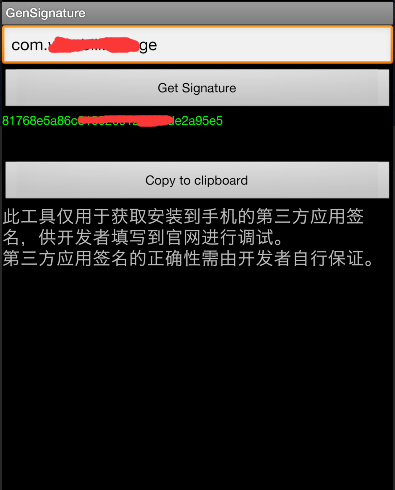 GenSignature
com.
ge
Get Signature
81768e5a86c
e2a95e5
Copy to clipboard
此工具仅用于获取安装到手机的第三方应用签
名，供开发者填写到官网进行调试。
第三方应用签名的正确性需由开发者自行保证。